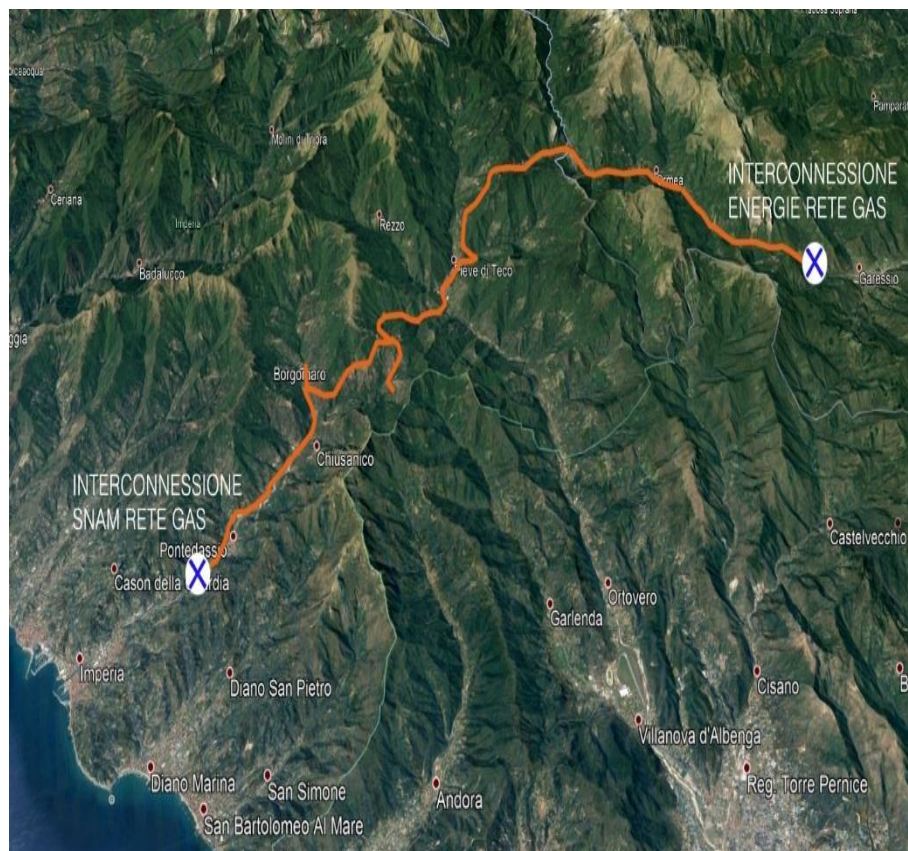 Molini di Triora
Ceriana
Imperia
Rezzo
Badalucco
Ormea
INTERCONNESSIONE
ENERGIE RETE GAS
Pieve di Teco
Garessio
Borgomaro
Chiusanico
INTERCONNESSIONE
SNAM RETE GAS
Pontedassio
Castelvecchio
Garlenda
Ortovero
Imperia
Diano San Pietro
Cisano
Villanova d'Albenga
Diano Marina
San Simone
Andora
Reg. Torre Pernice
San Bartolomeo Al Mare